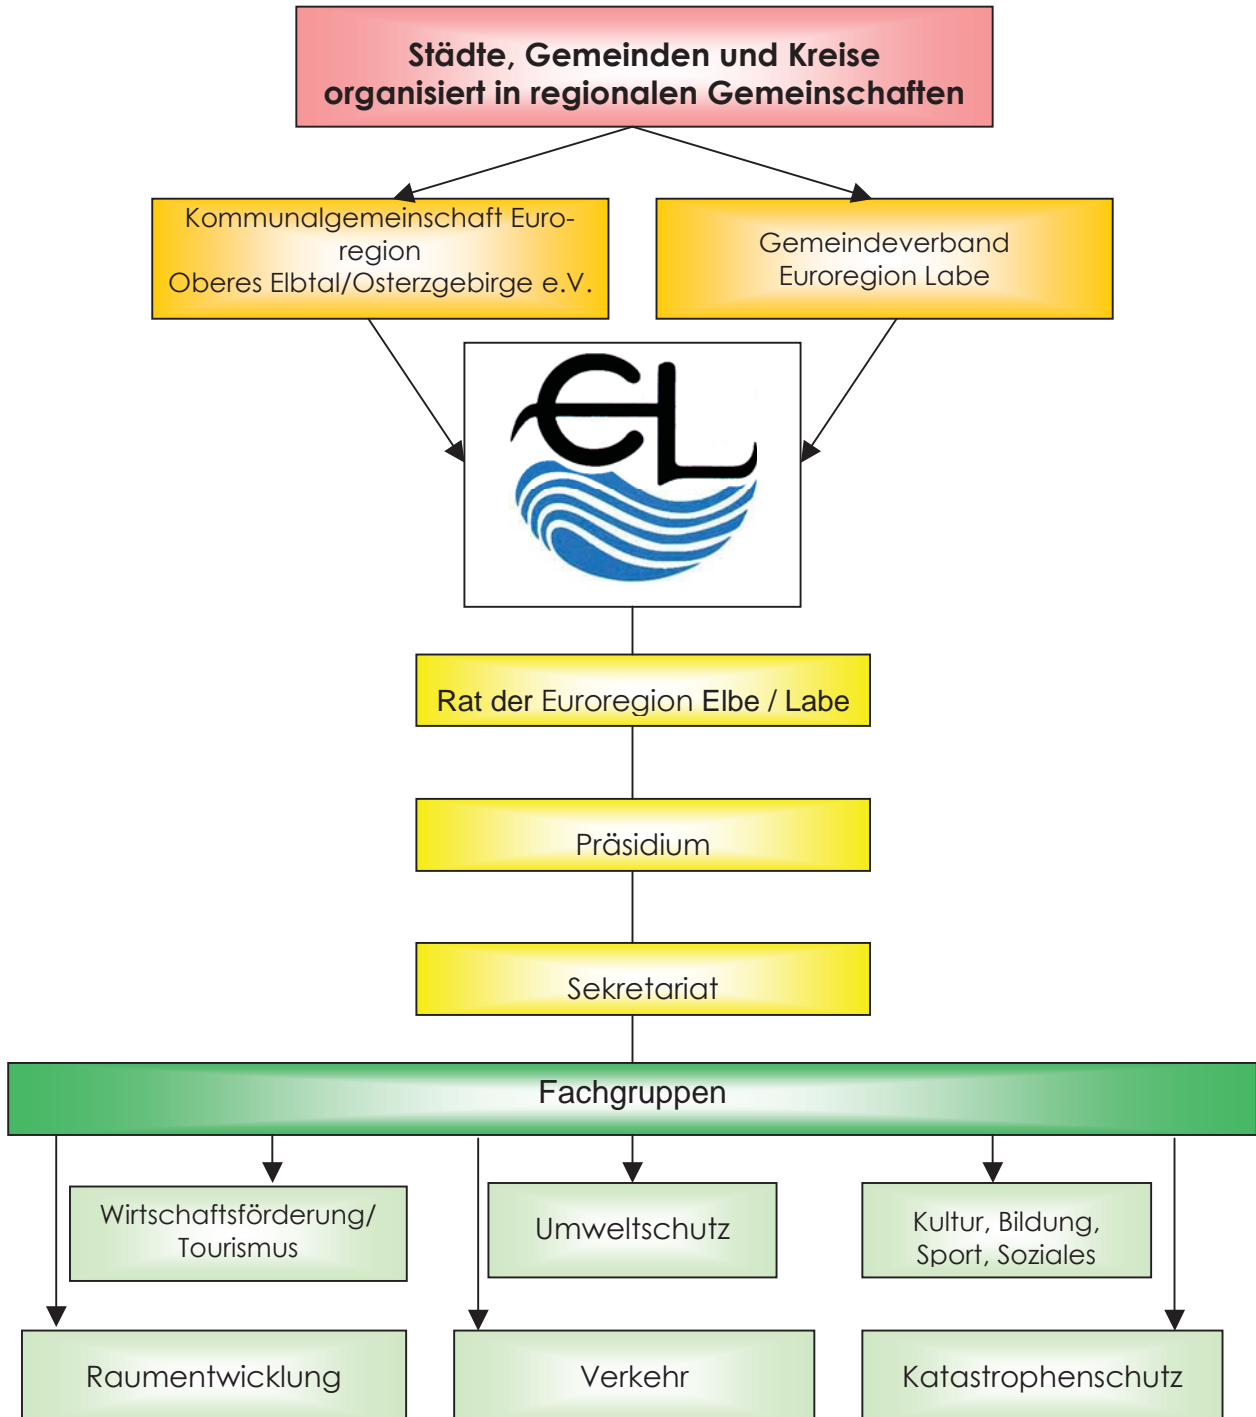 Städte, Gemeinden und Kreise
organisiert in regionalen Gemeinschaften
Kommunalgemeinschaft Euro-
region
Oberes Elbtal/Osterzgebirge e.V.
Gemeindeverband
Euroregion Labe
EL
Rat der Euroregion Elbe / Labe
Präsidium
Sekretariat
Fachgruppen
Wirtschaftsförderung/
Tourismus
Umweltschutz
Kultur, Bildung,
Sport, Soziales
Raumentwicklung
Verkehr
Katastrophenschutz